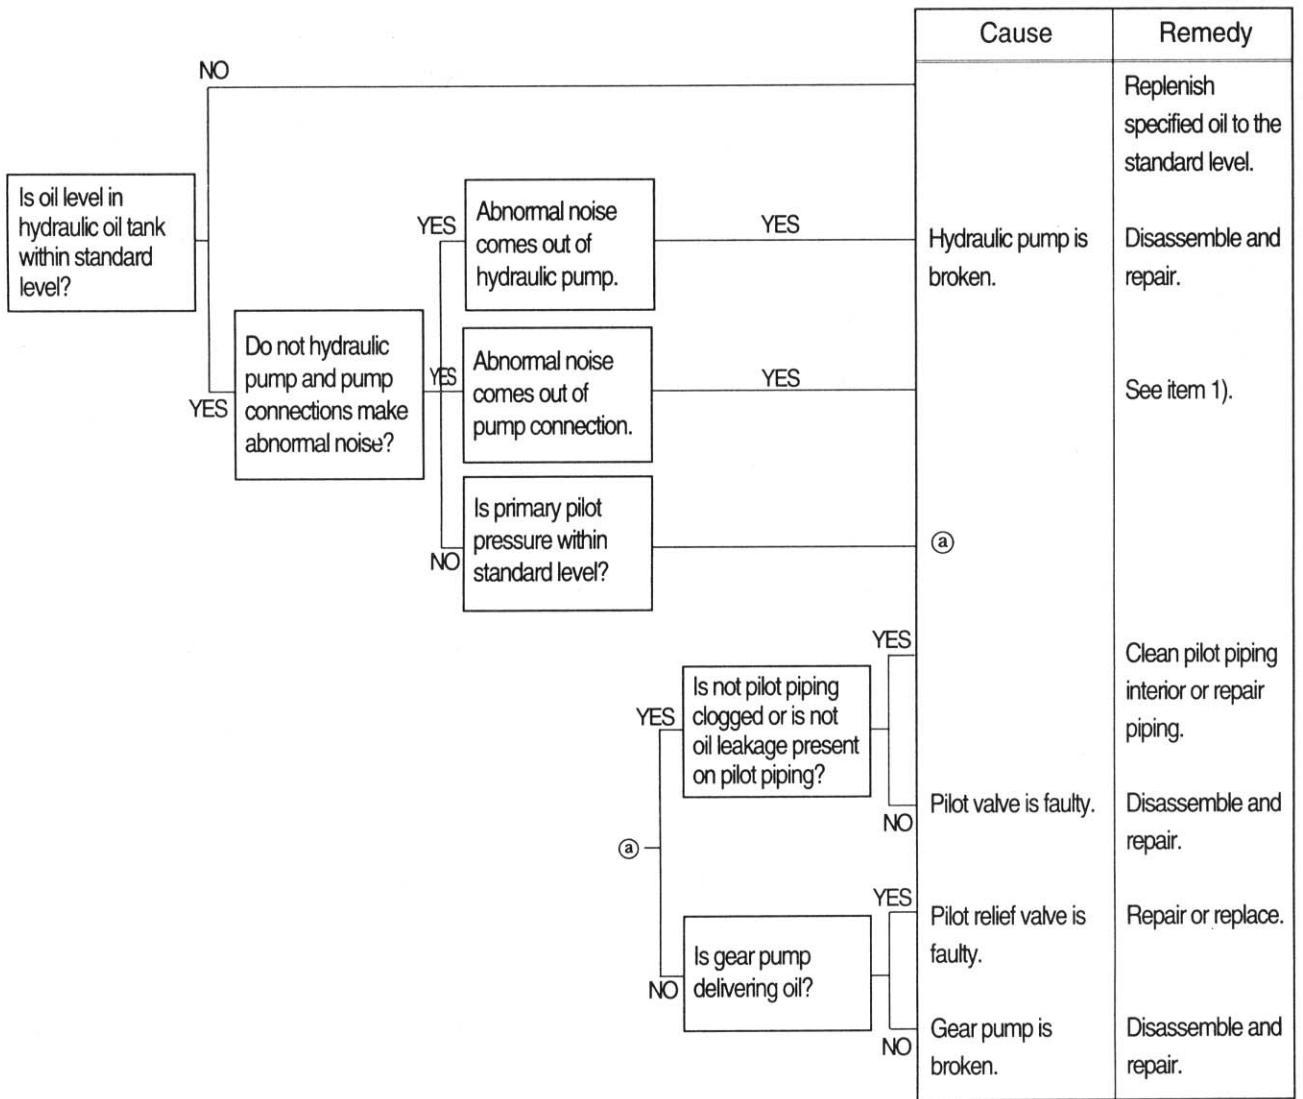 Cause
Remedy
NO
Replenish
specified oil to the
standard level.
Is oil level in
hydraulic oil tank
within standard
level?
YES
Abnormal noise
comes out of
hydraulic pump.
YES
Hydraulic pump is
broken.
Disassemble and
repair.
YES
Do not hydraulic
pump and pump
connections make
abnormal noise?
YES
Abnormal noise
comes out of
pump connection.
YES
See item 1).
NO
Is primary pilot
pressure within
standard level?
ⓐ
YES
Is not pilot piping
clogged or is not
oil leakage present
on pilot piping?
YES
Clean pilot piping
interior or repair
piping.
NO
Pilot valve is faulty.
Disassemble and
repair.
ⓐ
NO
Is gear pump
delivering oil?
YES
Pilot relief valve is
faulty.
Repair or replace.
NO
Gear pump is
broken.
Disassemble and
repair.